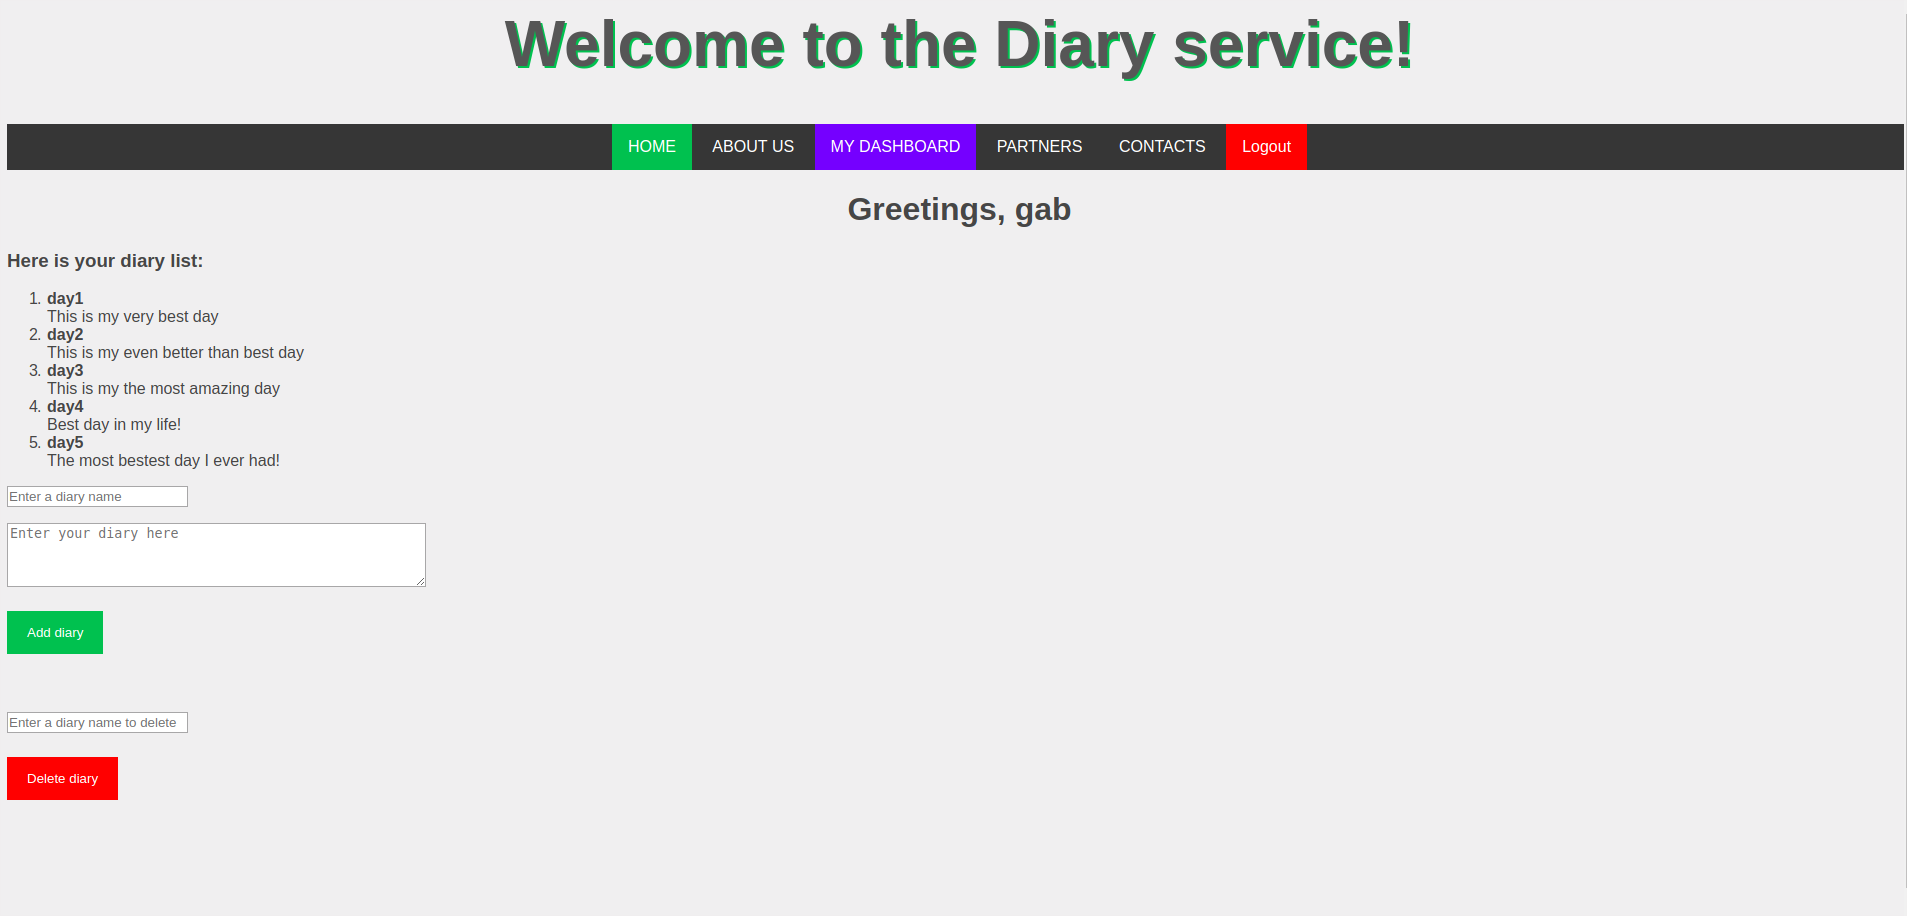 Welcome to the Diary service!
HOME ABOUT US MY DASHBOARD PARTNERS CONTACTS Logout
Greetings, gab
Here is your diary list:
1. day1
This is my very best day
2. day2
This is my even better than best day
3. day3
This is my the most amazing day
4. day4
Best day in my life!
5. day5
The most bestest day I ever had!
Enter a diary name
Enter your diary here
Add diary
Enter a diary name to delete
Delete diary